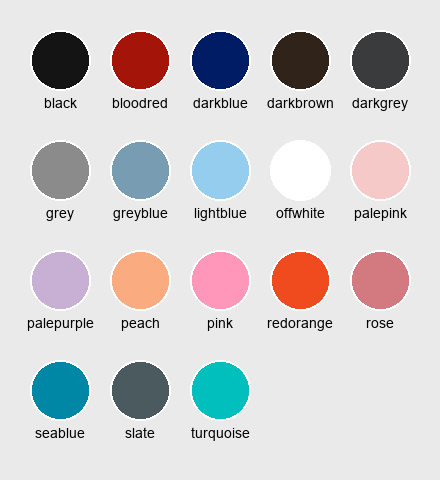 black bloodred darkblue darkbrown darkgrey
grey greyblue lightblue offwhite palepink
palepurple peach pink redorange rose
seablue slate turquoise